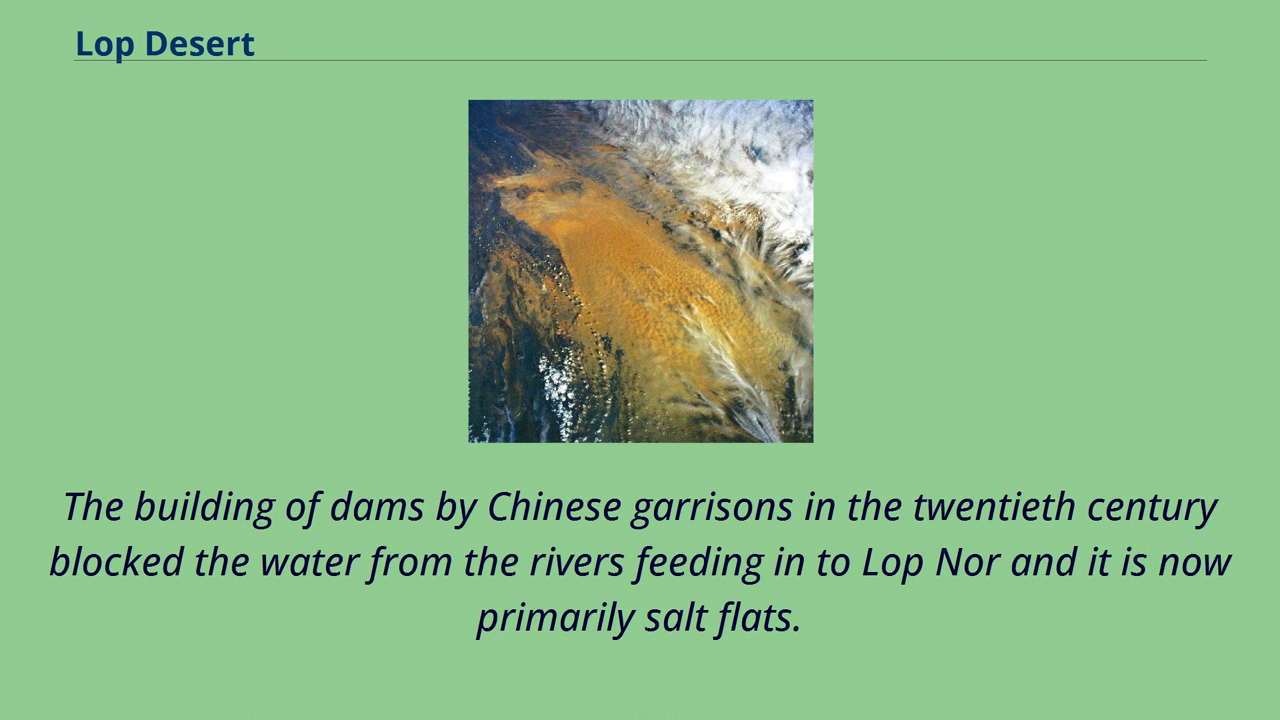 Lop Desert
The building of dams by Chinese garrisons in the twentieth century
blocked the water from the rivers feeding in to Lop Nor and it is now
primarily salt flats.